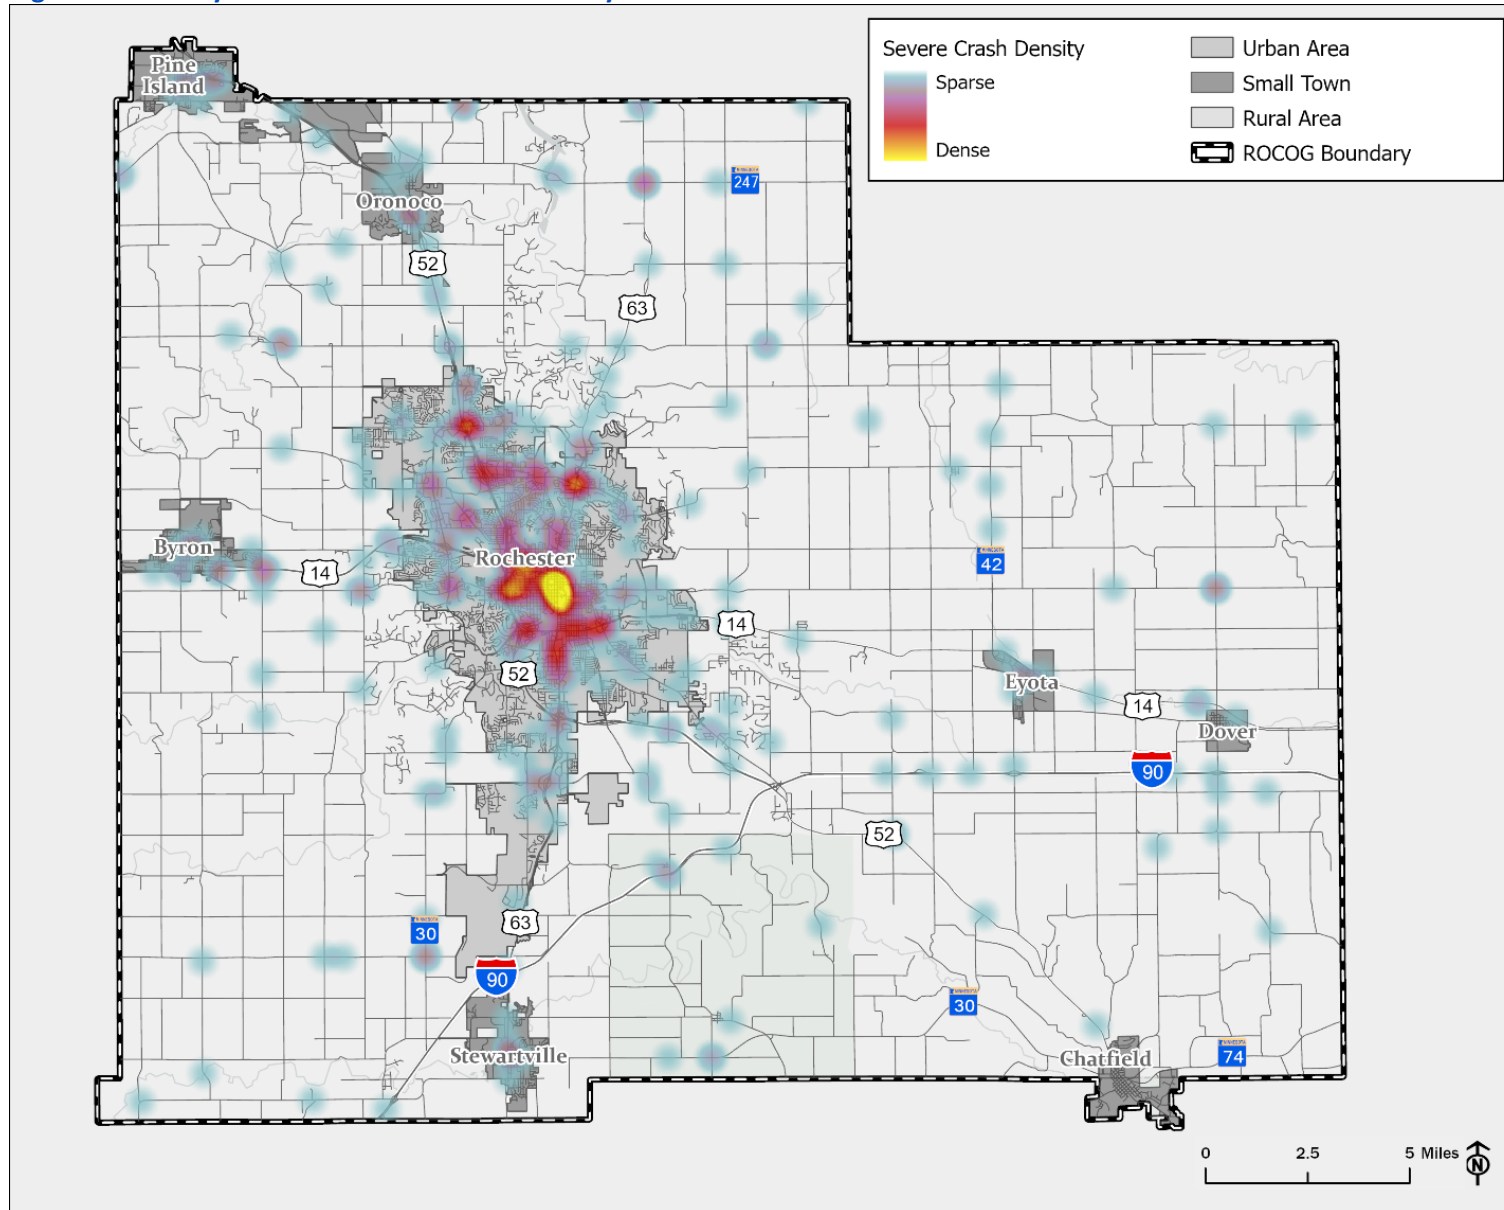 Severe Crash Density
Sparse
Dense
Urban Area
Small Town
Rural Area
ROCOG Boundary
Pine
Island
247
Oronoco
52
63
Byron
14
Rochester
42
14
52
Eyota
14
Dover
90
52
63
30
90
30
Stewartville
Chatfield
MINNESOTA
74
0 2.5 5 Miles
N